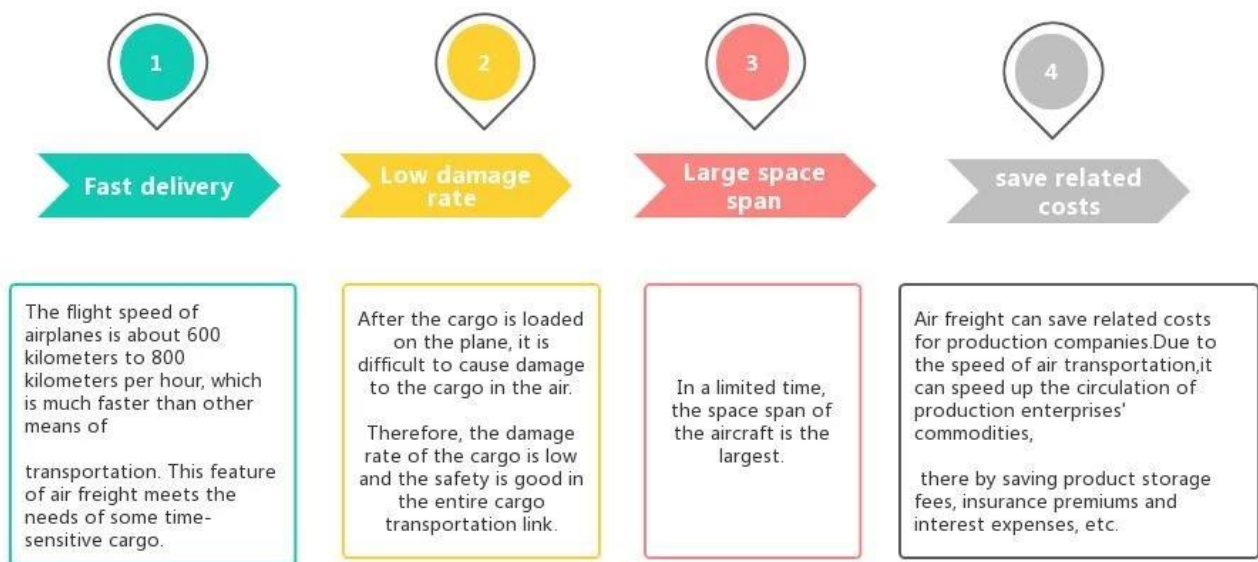 1
Fast delivery
The flight speed of
airplanes is about 600
kilometers to 800
kilometers per hour, which
is much faster than other
means of
transportation. This feature
of air freight meets the
needs of some time-
sensitive cargo.
2
Low damage
rate
After the cargo is loaded
on the plane, it is
difficult to cause damage
to the cargo in the air.
Therefore, the damage
rate of the cargo is low
and the safety is good in
the entire cargo
transportation link.
3
Large space
span
In a limited time,
the space span of
the aircraft is the
largest.
4
save related
costs
Air freight can save related costs
for production companies.Due to
the speed of air transportation,it
can speed up the circulation of
production enterprises'
commodities,
there by saving product storage
fees, insurance premiums and
interest expenses, etc.